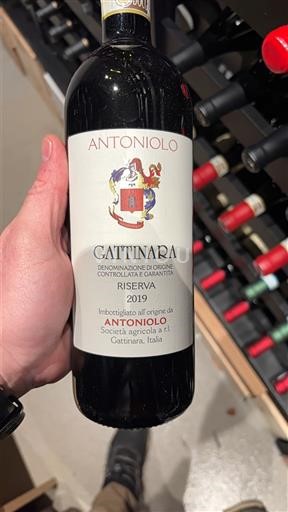 ANTONIOLO
GATTINARA
DENOMINAZIONE DI ORIGINE
CONTROLLATA E GARANTITA
RISERVA
2019
Imbottigliato all'origine da
ANTONIOLO
Società agricola a r.l.
Gattinara, Italia